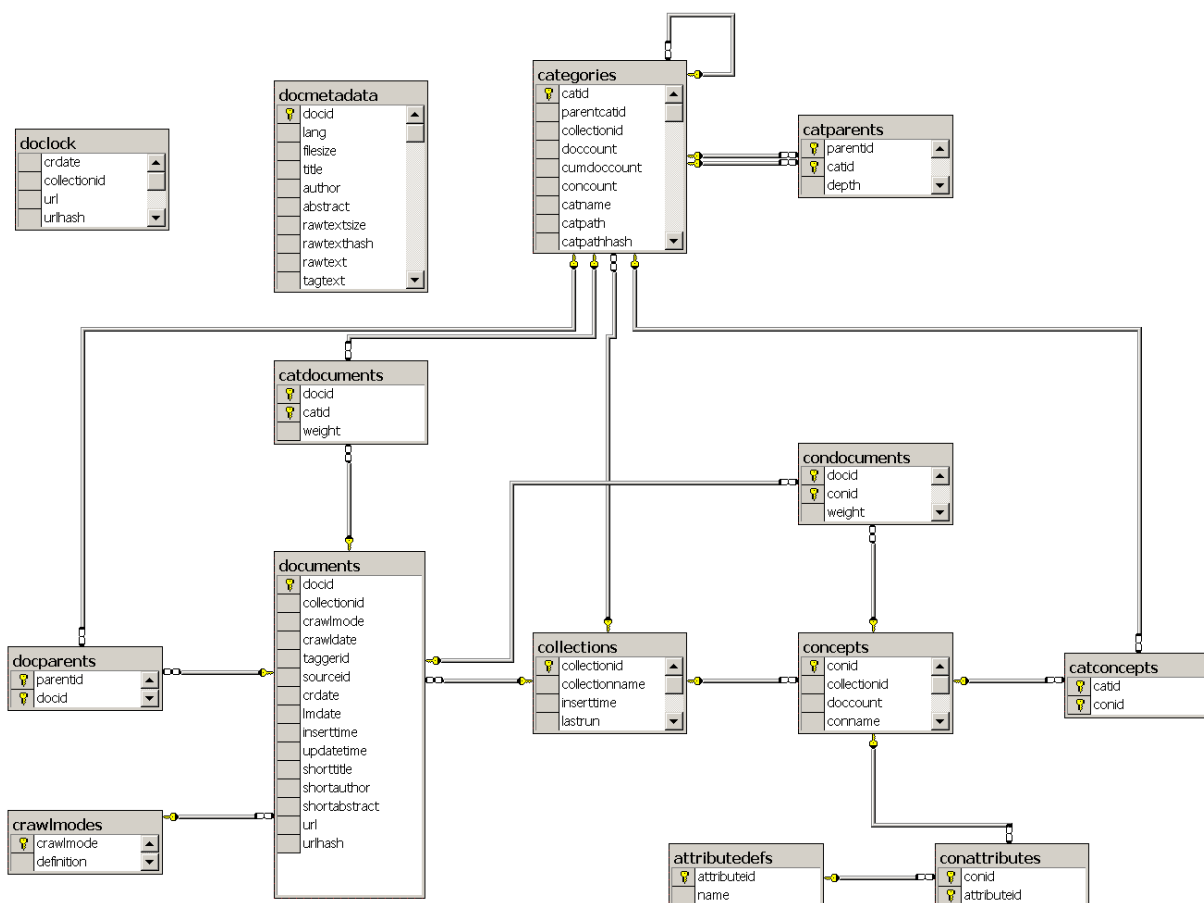 categories
catid
parentcatid
collectionid
doccount
cumdoccount
concount
catname
catpath
catpathhash
docmetadata
docid
lang
filesize
title
author
abstract
rawtextsize
rawtexthash
rawtext
tagtext
doclock
crdate
collectionid
url
urlhash
catparents
parentid
catid
depth
catdocuments
docid
catid
weight
condocuments
docid
conid
weight
documents
docid
collectionid
crawlmode
crawldate
taggerid
sourceid
crdate
lmdate
inserttime
updatetime
shorttitle
shortauthor
shortabstract
url
urlhash
docparents
parentid
docid
collections
collectionid
collectionname
inserttime
lastrun
concepts
conid
collectionid
doccount
conname
catconcepts
catid
conid
crawlmodes
crawlmode
definition
attributedefs
attributeid
name
conattributes
conid
attributeid